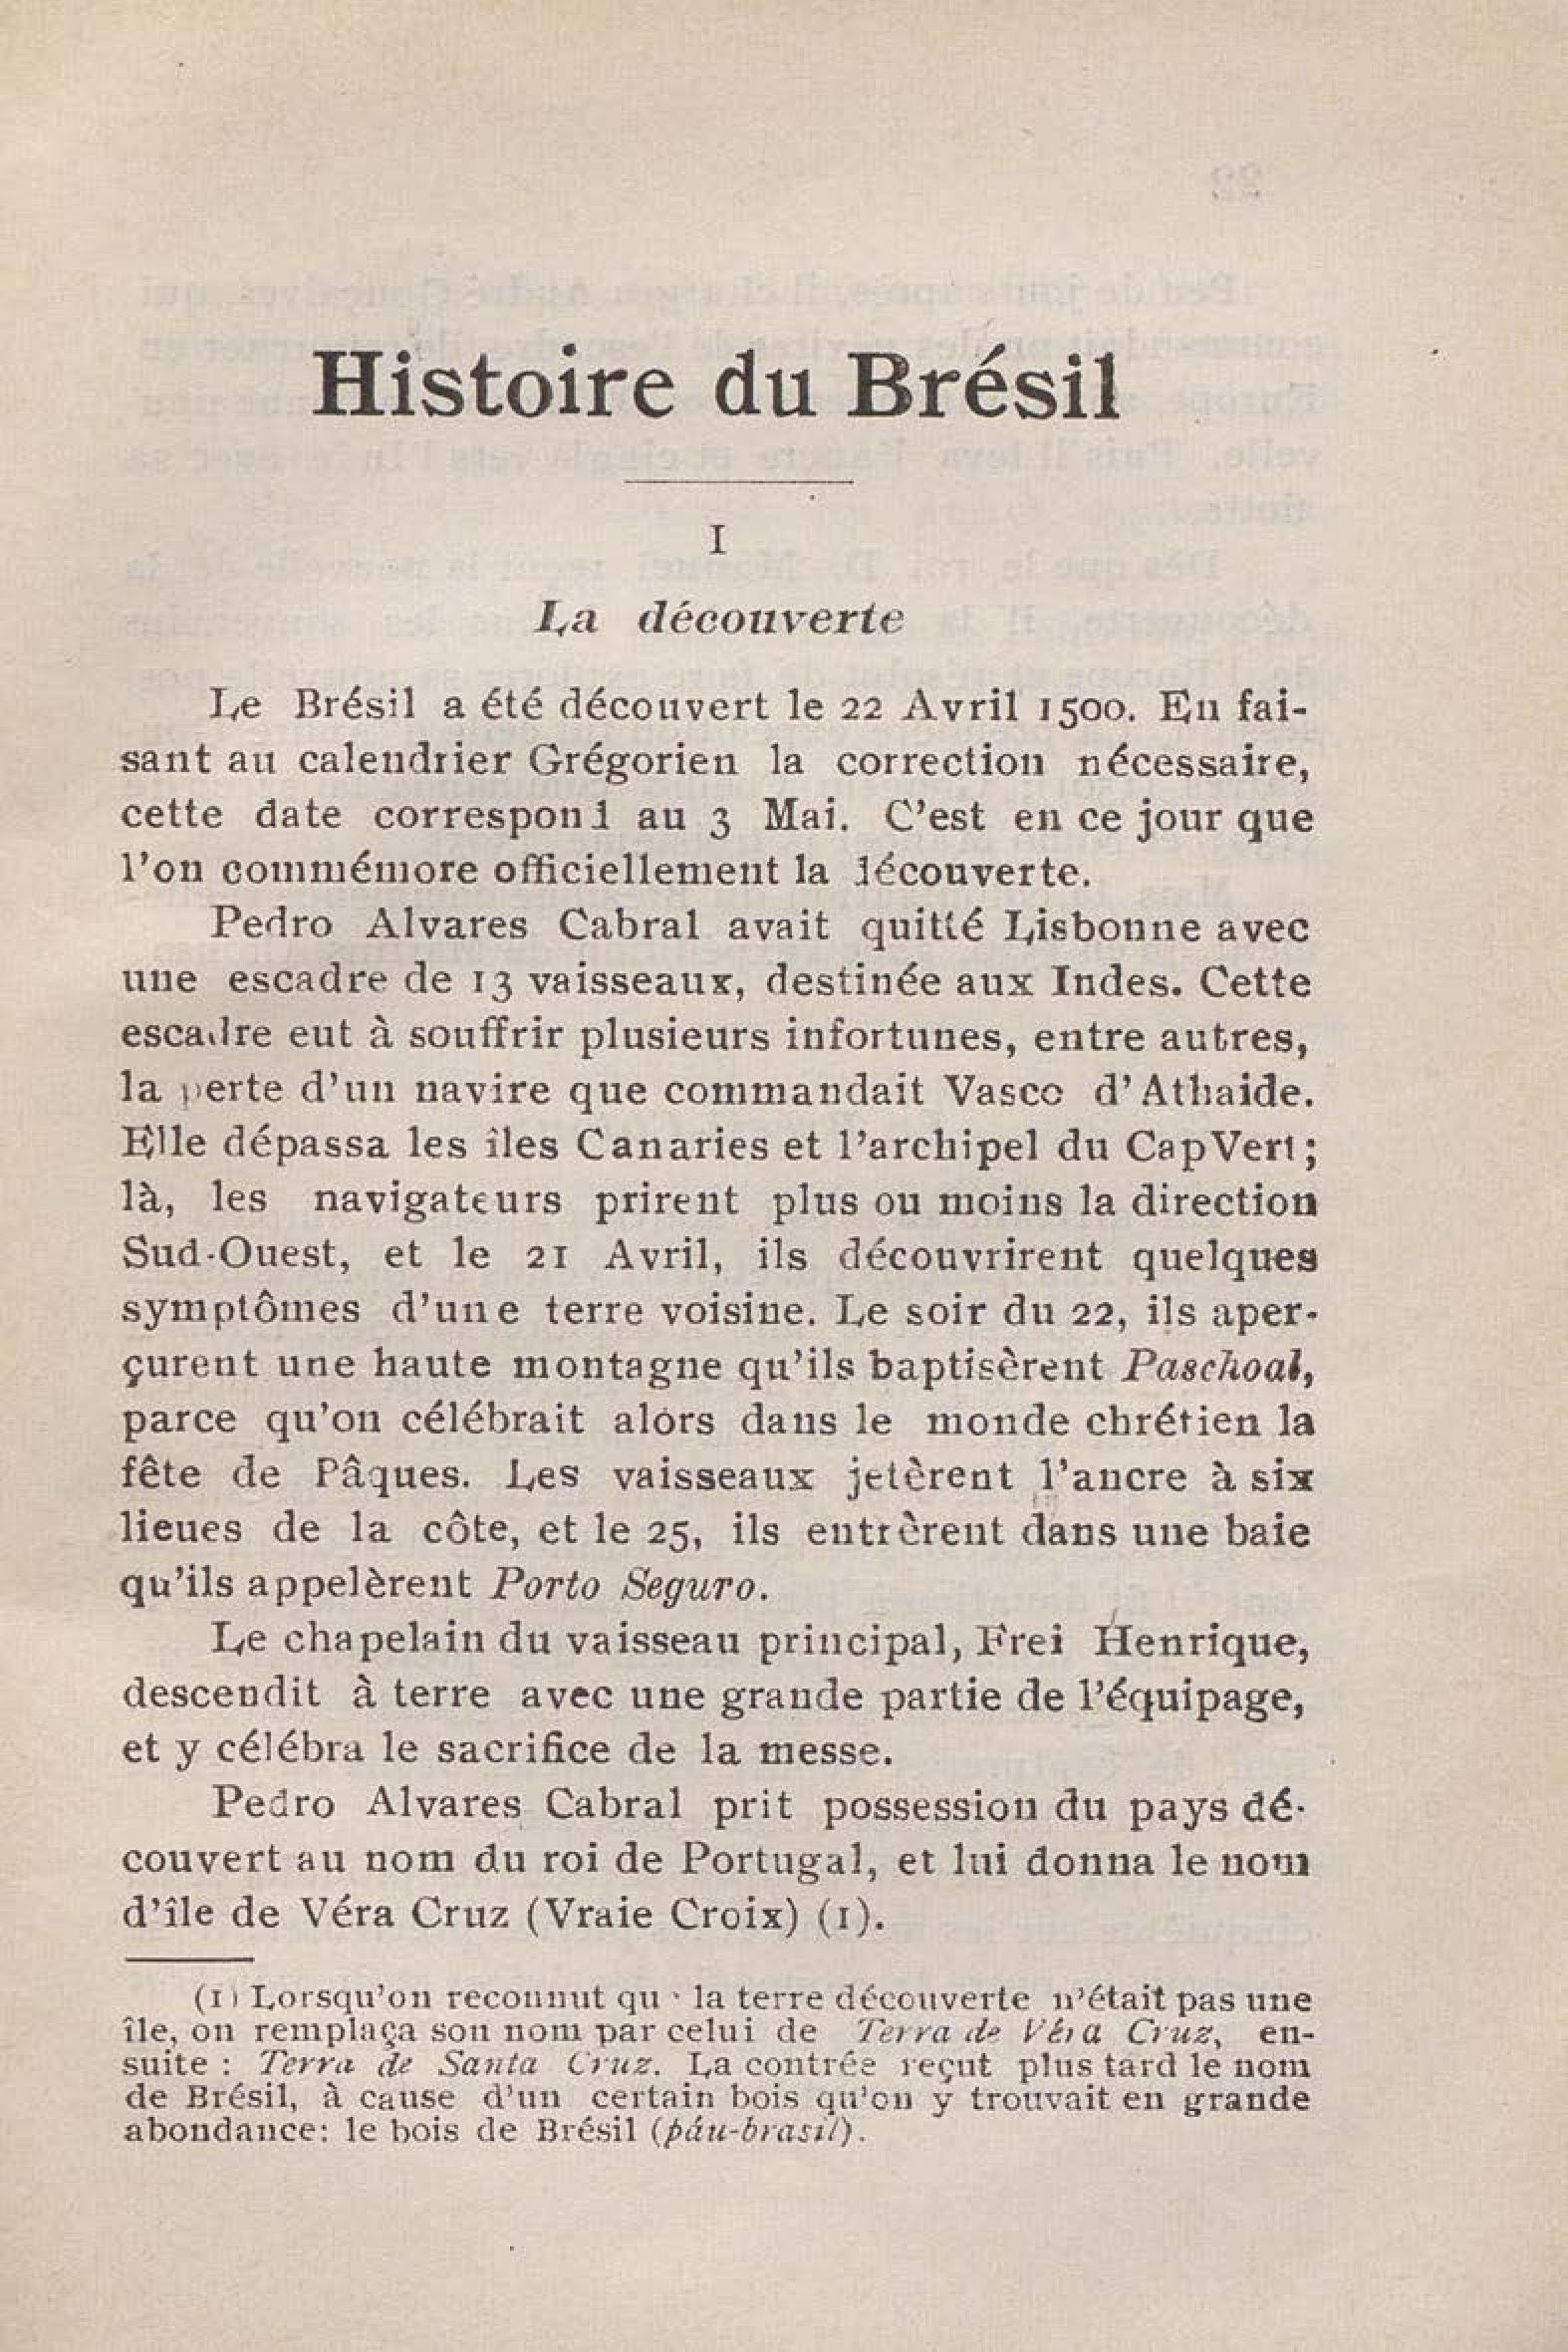 Histoire du Brésil
I
La découverte
Le Brésil a été découvert le 22 Avril 1500. En fai-
sant au calendrier Grégorien la correction nécessaire,
cette date correspond au 3 Mai. C'est en ce jour que
l'on commémore officiellement la découverte.
Pedro Alvares Cabral avait quitté Lisbonne avec
une escadre de 13 vaisseaux, destinée aux Indes. Cette
escadre eut à souffrir plusieurs infortunes, entre autres,
la perte d'un navire que commandait Vasco d'Athaide.
Elle dépassa les îles Canaries et l'archipel du Cap Vert;
là, les navigateurs prirent plus ou moins la direction
Sud-Ouest, et le 21 Avril, ils découvrirent quelques
symptômes d'une terre voisine. Le soir du 22, ils aper-
çurent une haute montagne qu'ils baptisèrent Paschoal,
parce qu'on célébrait alors dans le monde chrétien la
fête de Pâques. Les vaisseaux jetèrent l'ancre à six
lieues de la côte, et le 25, ils entrèrent dans une baie
qu'ils appelèrent Porto Seguro.
Le chapelain du vaisseau principal, Frei Henrique,
descendit à terre avec une grande partie de l'équipage,
et y célébra le sacrifice de la messe.
Pedro Alvares Cabral prit possession du pays dé-
couvert au nom du roi de Portugal, et lui donna le nom
d'île de Véra Cruz (Vraie Croix) (1).
(1) Lorsqu'on reconnut que la terre découverte n'était pas une
île, on remplaça son nom par celui de Terra de Véra Cruz, en-
suite : Terra de Santa Cruz. La contrée reçut plus tard le nom
de Brésil, à cause d'un certain bois qu'on y trouvait en grande
abondance: le bois de Brésil (páu-brasil).